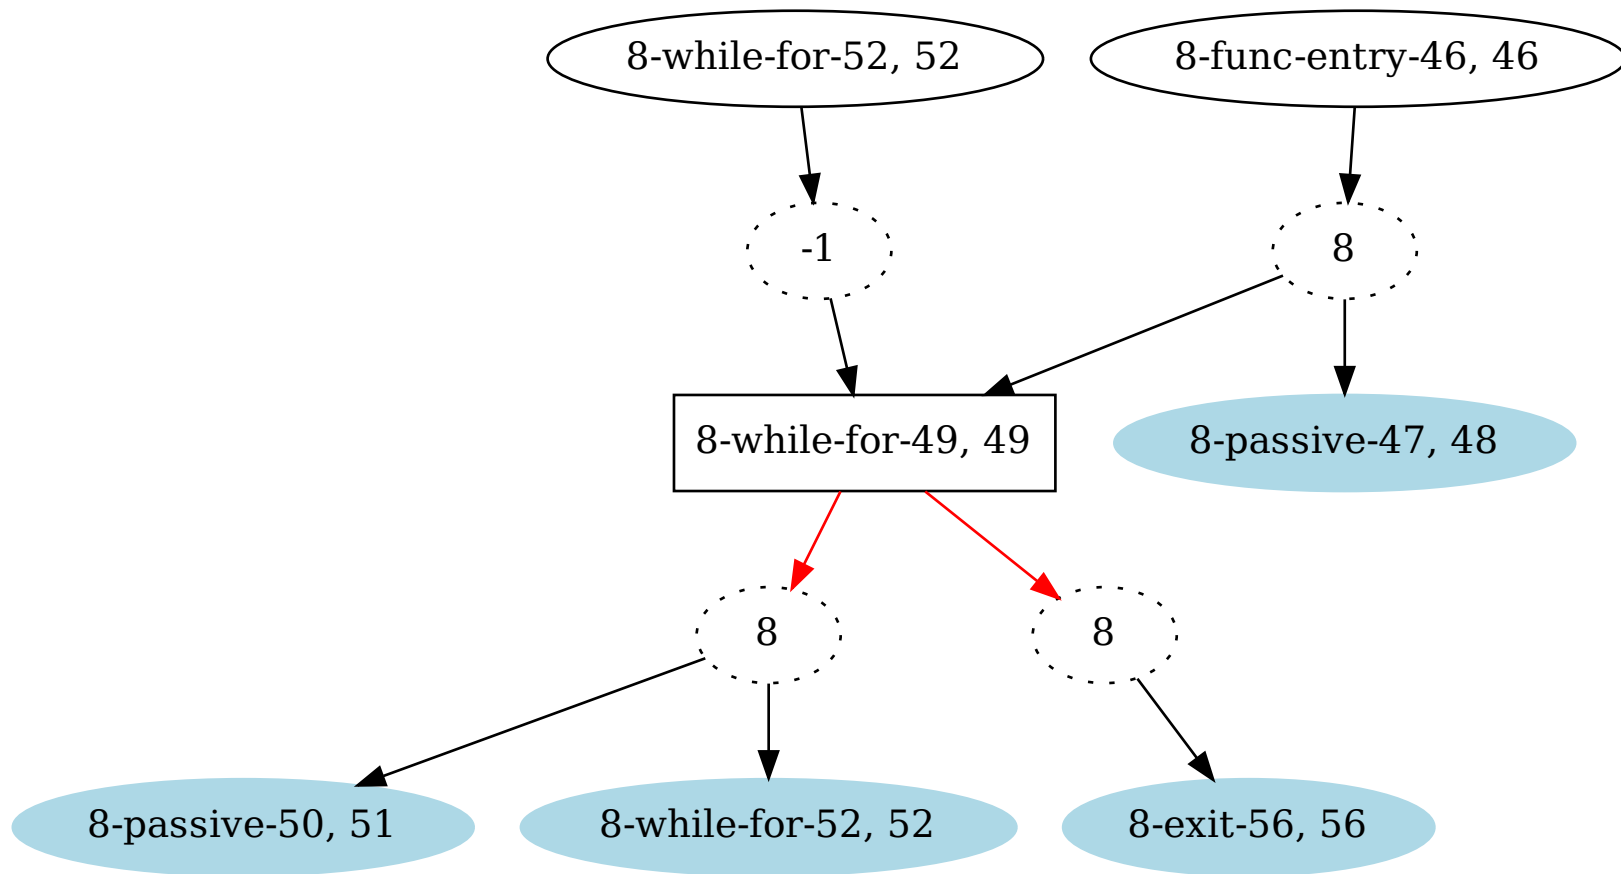 8-while-for-52, 52
8-func-entry-46, 46
-1
8
8-while-for-49, 49
8-passive-47, 48
8
8
8-passive-50, 51
8-while-for-52, 52
8-exit-56, 56